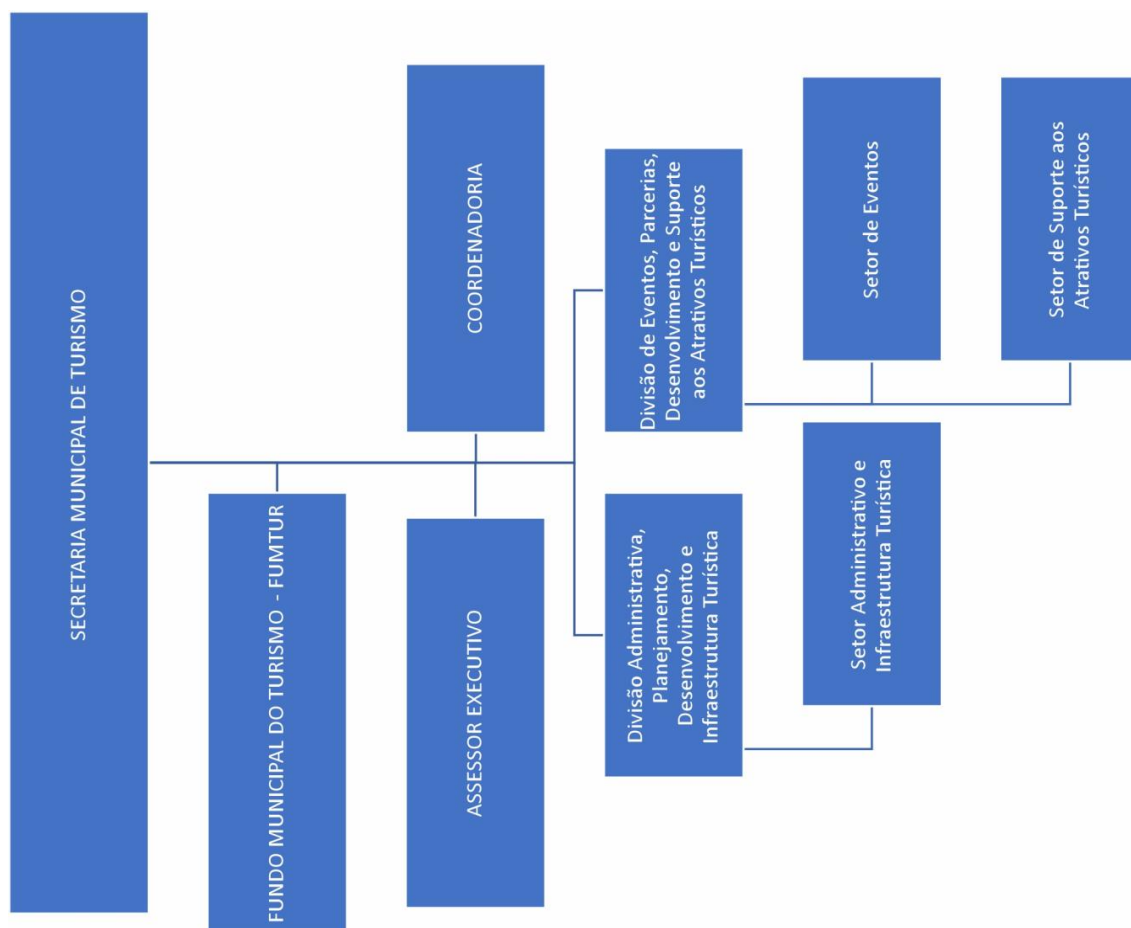 SECRETARIA MUNICIPAL DE TURISMO
FUNDO MUNICIPAL DO TURISMO - FUMTUR
ASSESSOR EXECUTIVO
COORDENADORIA
Divisão Administrativa,
Planejamento,
Desenvolvimento e
Infraestrutura Turística
Divisão de Eventos, Parcerias,
Desenvolvimento e Suporte
aos Atrativos Turísticos
Setor Administrativo e
Infraestrutura Turística
Setor de Eventos
Setor de Suporte aos
Atrativos Turísticos